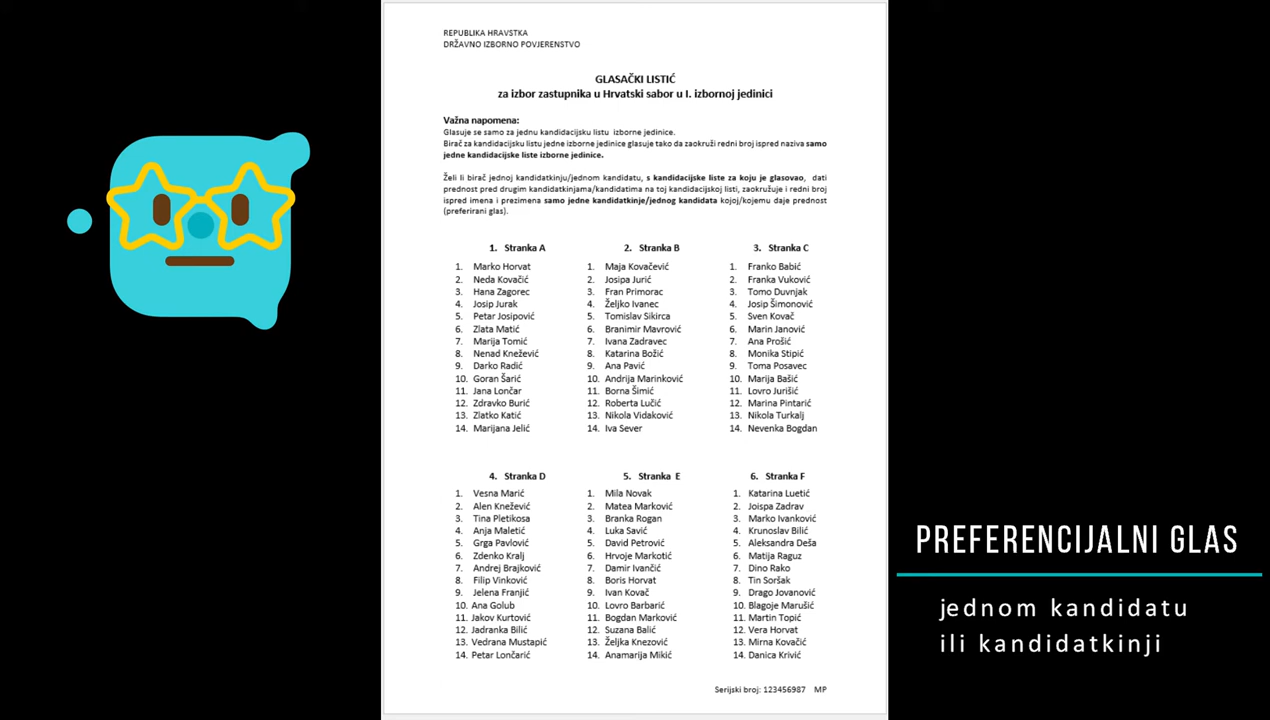 REPUBLIKA HRAVSTKA
DRŽAVNO IZBORNO POVJERENSTVO
GLASAČKI LISTIĆ
za izbor zastupnika u Hrvatski sabor u I. izbornoj jedinici
Važna napomena:
Glasuje se samo za jednu kandidacijsku listu izborne jedinice.
Birač za kandidacijsku listu jedne izborne jedinice glasuje tako da zaokruži redni broj ispred naziva samo
jedne kandidacijske liste izborne jedinice.
Želi li birač jednoj kandidatkinju/jednom kandidatu, s kandidacijske liste za koju je glasovao, dati
prednost pred drugim kandidatkinjama/kandidatima na toj kandidacijskoj listi, zaokružuje i redni broj
ispred imena i prezimena samo jedne kandidatkinje/jednog kandidata kojoj/kojemu daje prednost
(preferirani glas).
1. Stranka A
1. Marko Horvat
2. Neda Kovačić
3. Hana Zagorec
4. Josip Jurak
5. Petar Josipović
6. Zlata Matić
7. Marija Tomić
8. Nenad Knežević
9. Darko Radić
10. Goran Šarić
11. Jana Lončar
12. Zdravko Burić
13. Zlatko Katić
14. Marijana Jelić
2. Stranka B
1. Maja Kovačević
2. Josipa Jurić
3. Fran Primorac
4. Željko Ivanec
5. Tomislav Sikirca
6. Branimir Mavrović
7. Ivana Zadravec
8. Katarina Božić
9. Ana Pavić
10. Andrija Marinković
11. Borna Šimić
12. Roberta Lučić
13. Nikola Vidaković
14. Iva Sever
3. Stranka C
1. Franko Babić
2. Franka Vuković
3. Tomo Duvnjak
4. Josip Šimonović
5. Sven Kovač
6. Marin Janović
7. Ana Prošić
8. Monika Stipić
9. Toma Posavec
10. Marija Bašić
11. Lovro Jurišić
12. Marina Pintarić
13. Nikola Turkalj
14. Nevenka Bogdan
4. Stranka D
1. Vesna Marić
2. Alen Knežević
3. Tina Pletikosa
4. Anja Maletić
5. Grga Pavlović
6. Zdenko Kralj
7. Andrej Brajković
8. Filip Vinković
9. Jelena Franjić
10. Ana Golub
11. Jakov Kurtović
12. Jadranka Bilić
13. Vedrana Mustapić
14. Petar Lončarić
5. Stranka E
1. Mila Novak
2. Matea Marković
3. Branka Rogan
4. Luka Savić
5. David Petrović
6. Hrvoje Markotić
7. Damir Ivančić
8. Boris Horvat
9. Ivan Kovač
10. Lovro Barbarić
11. Bogdan Marković
12. Suzana Balić
13. Željka Knezović
14. Anamarija Mikić
6. Stranka F
1. Katarina Luetić
2. Joispa Zadrav
3. Marko Ivanković
4. Krunoslav Bilić
5. Aleksandra Deša
6. Matija Raguz
7. Dino Rako
8. Tin Soršak
9. Drago Jovanović
10. Blagoje Marušić
11. Martin Topić
12. Vera Horvat
13. Mirna Kovačić
14. Danica Krivić
Serijski broj: 123456987 MP
PREFERENCIJALNI GLAS
jednom kandidatu
ili kandidatkinji